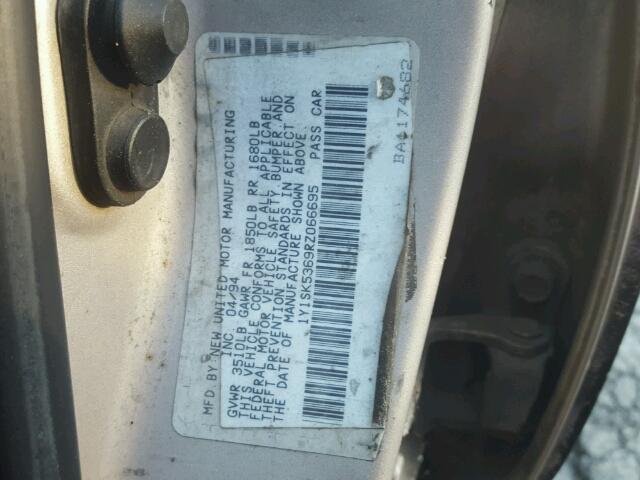 MFD BY NEW UNITED MOTOR MANUFACTURING
INC 04/94
GVWR 3510LB GAWR FR 1850LB RR 1680LB
THIS VEHICLE CONFORMS TO ALL APPLICABLE
FEDERAL MOTOR VEHICLE SAFETY, BUMPER, AND
THEFT PREVENTION STANDARDS IN EFFECT ON
THE DATE OF MANUFACTURE SHOWN ABOVE
1Y1SK5369RZ066695 PASS CAR